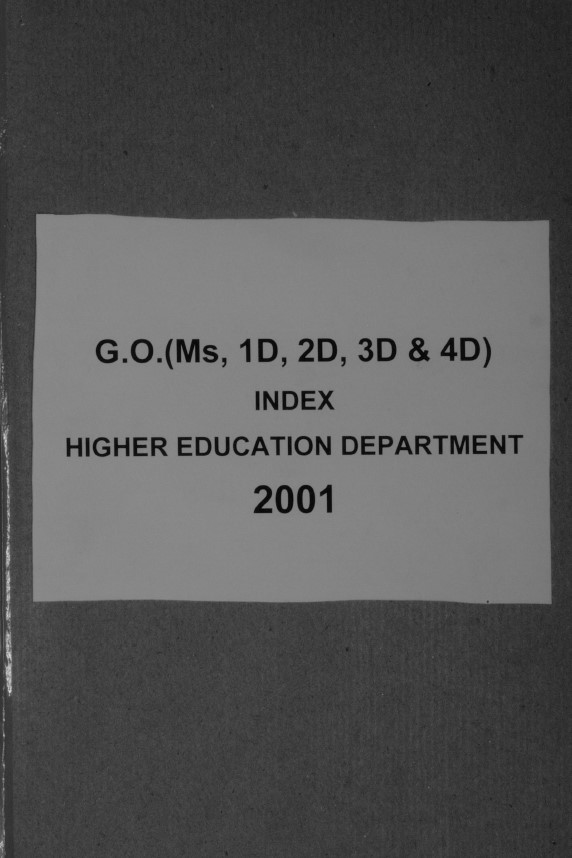 G.O.(Ms, 1D, 2D, 3D & 4D)
INDEX
HIGHER EDUCATION DEPARTMENT
2001